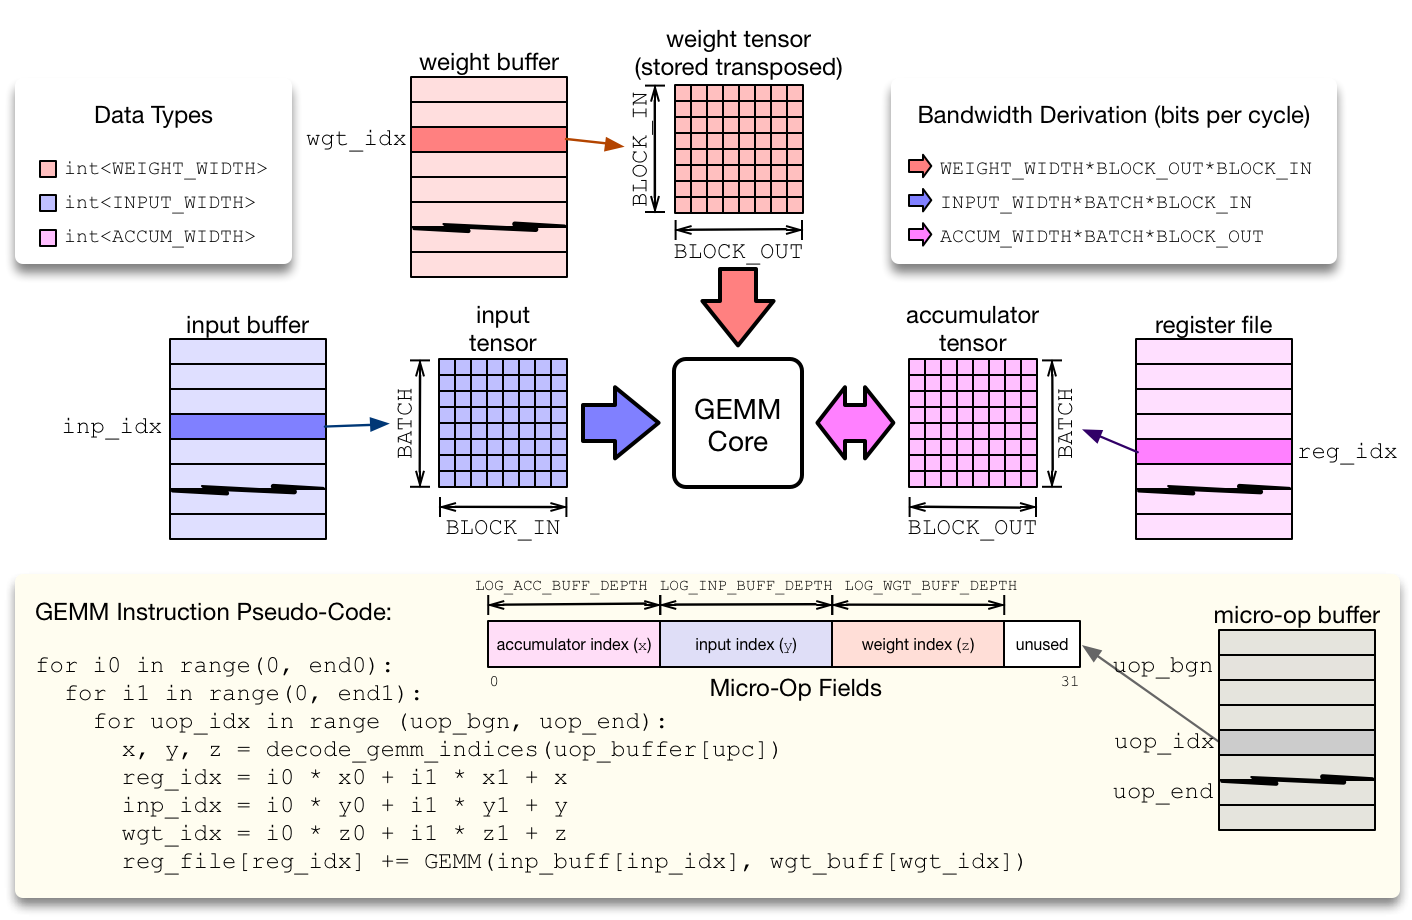 weight buffer
weight tensor
(stored transposed)
Data Types
int<WEIGHT_WIDTH>
int<INPUT_WIDTH>
int<ACCUM_WIDTH>
wgt_idx
BLOCK_IN
BLOCK_OUT
Bandwidth Derivation (bits per cycle)
WEIGHT_WIDTH*BLOCK_OUT*BLOCK_IN
INPUT_WIDTH*BATCH*BLOCK_IN
ACCUM_WIDTH*BATCH*BLOCK_OUT
input buffer
inp_idx
input
tensor
BATCH
BLOCK_IN
GEMM
Core
accumulator
tensor
BATCH
BLOCK_OUT
register file
reg_idx
GEMM Instruction Pseudo-Code:
for i0 in range(0, end0):
for i1 in range(0, end1):
for uop_idx in range (uop_bgn, uop_end):
x, y, z = decode_gemm_indices(uop_buffer[upc])
reg_idx = i0 * x0 + i1 * x1 + x
inp_idx = i0 * y0 + i1 * y1 + y
wgt_idx = i0 * z0 + i1 * z1 + z
reg_file[reg_idx] += GEMM(inp_buff[inp_idx], wgt_buff[wgt_idx])
LOG_ACC_BUFF_DEPTH LOG_INP_BUFF_DEPTH LOG_WGT_BUFF_DEPTH
accumulator index (x) input index (y) weight index (z) unused
0 31
Micro-Op Fields
micro-op buffer
uop_bgn
uop_idx
uop_end